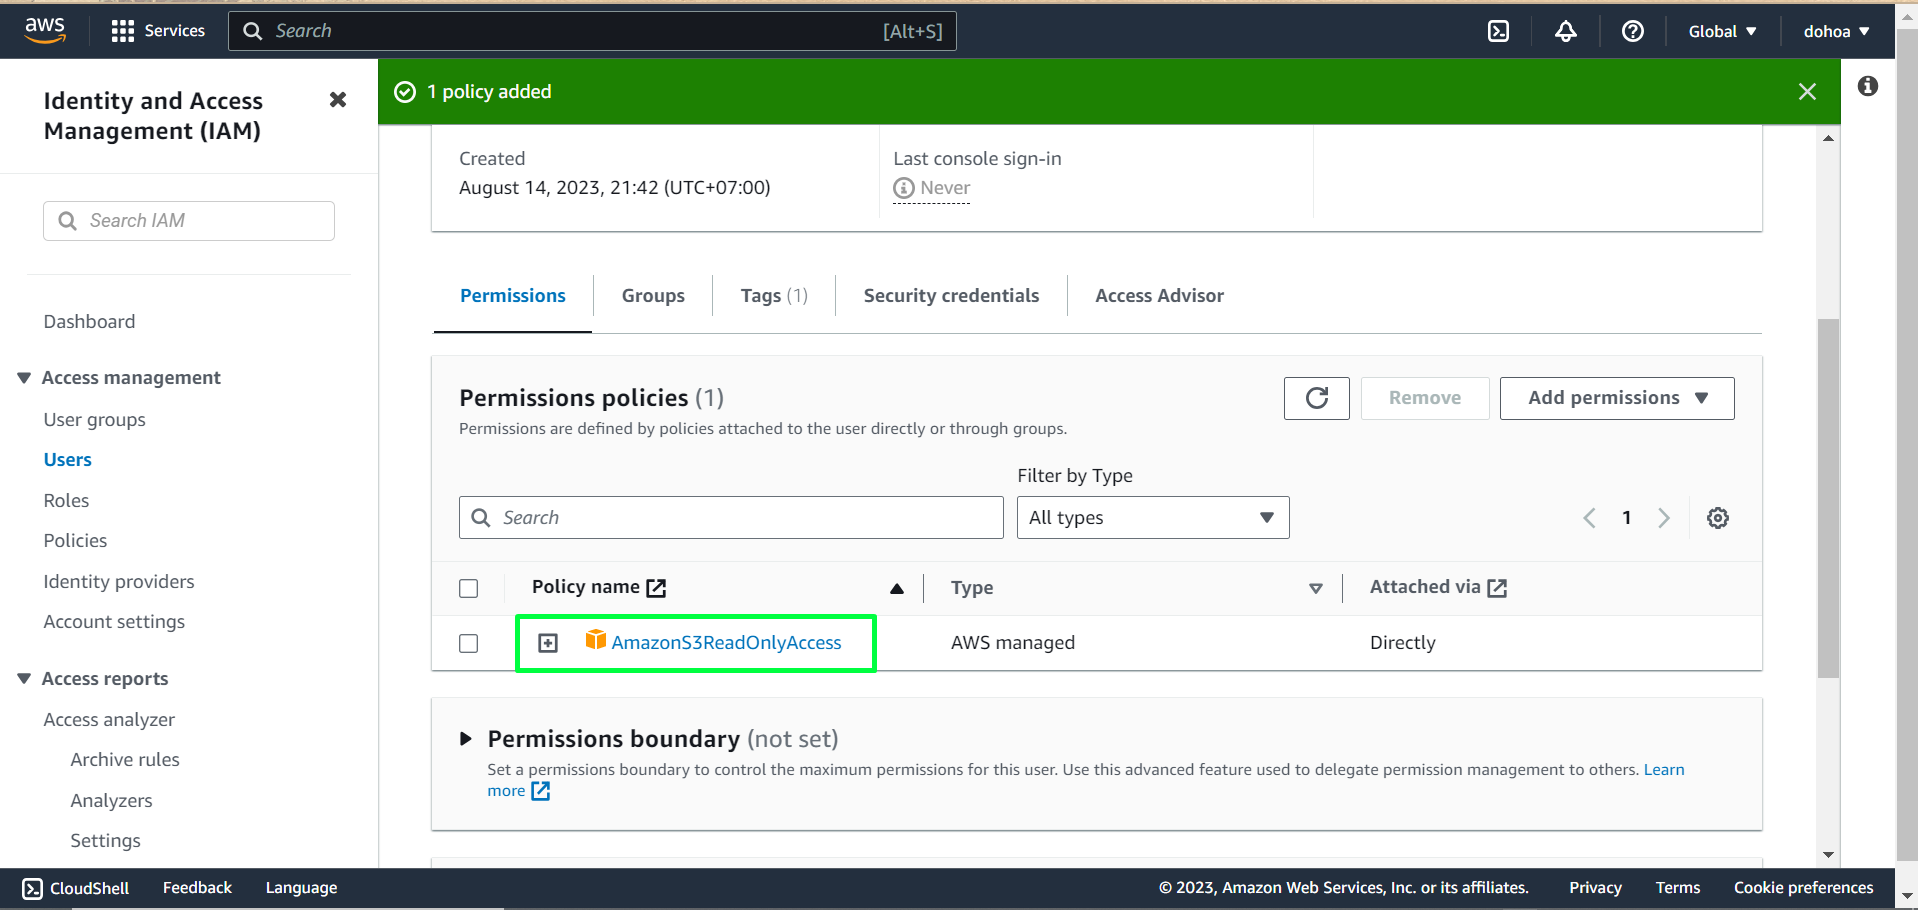 aws
Services
Search
[Alt+S]
Global
dohoa
Identity and Access
Management (IAM)
Search IAM
Dashboard
Access management
User groups
Users
Roles
Policies
Identity providers
Account settings
Access reports
Access analyzer
Archive rules
Analyzers
Settings
1 policy added
Created
August 14, 2023, 21:42 (UTC+07:00)
Last console sign-in
Never
Permissions
Groups
Tags (1)
Security credentials
Access Advisor
Permissions policies (1)
Permissions are defined by policies attached to the user directly or through groups.
Remove
Add permissions
Filter by Type
Search
All types
1
Policy name
Type
Attached via
AmazonS3ReadOnlyAccess
AWS managed
Directly
Permissions boundary (not set)
Set a permissions boundary to control the maximum permissions for this user. Use this advanced feature used to delegate permission management to others. Learn
more
CloudShell
Feedback
Language
© 2023, Amazon Web Services, Inc. or its affiliates.
Privacy
Terms
Cookie preferences